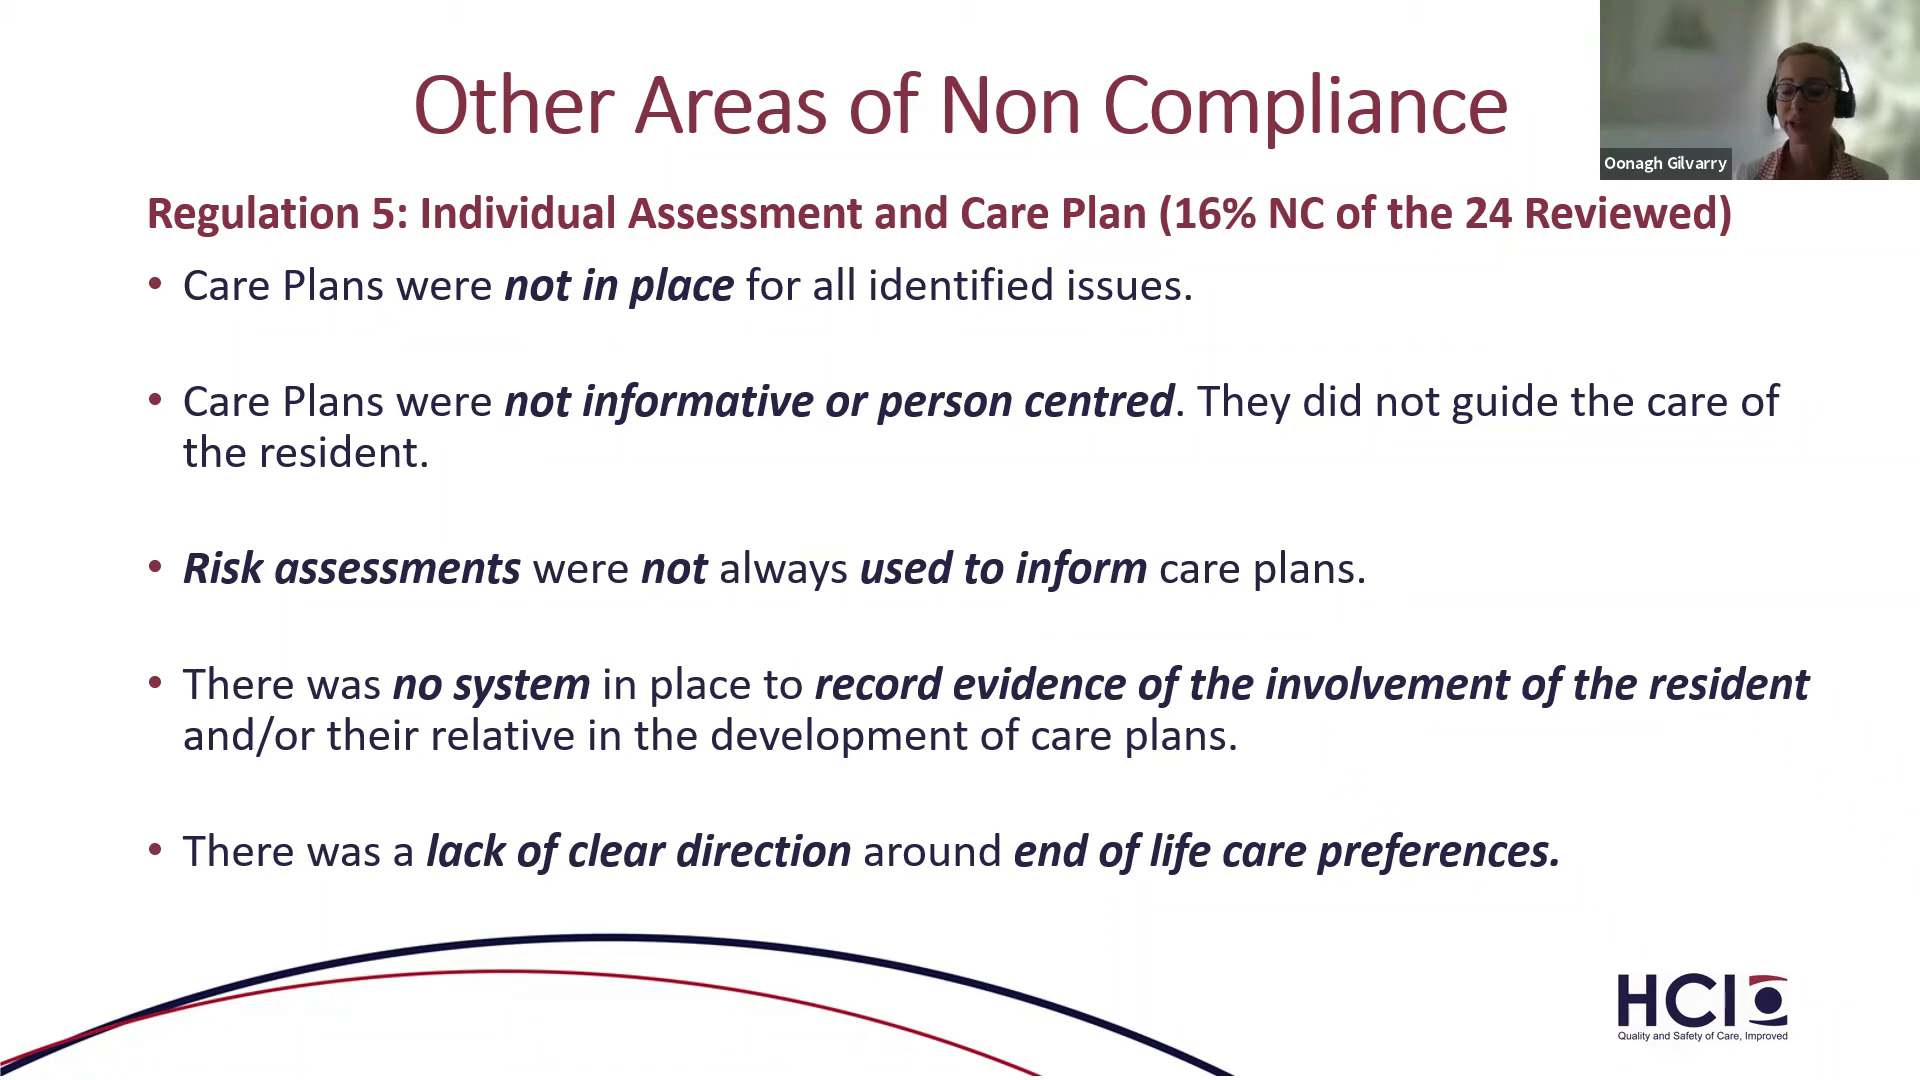 Other Areas of Non Compliance
Oonagh Gilvarry
Regulation 5: Individual Assessment and Care Plan (16% NC of the 24 Reviewed)
• Care Plans were not in place for all identified issues.
• Care Plans were not informative or person centred. They did not guide the care of
the resident.
• Risk assessments were not always used to inform care plans.
• There was no system in place to record evidence of the involvement of the resident
and/or their relative in the development of care plans.
• There was a lack of clear direction around end of life care preferences.
HCI
Quality and Safety of Care, Improved